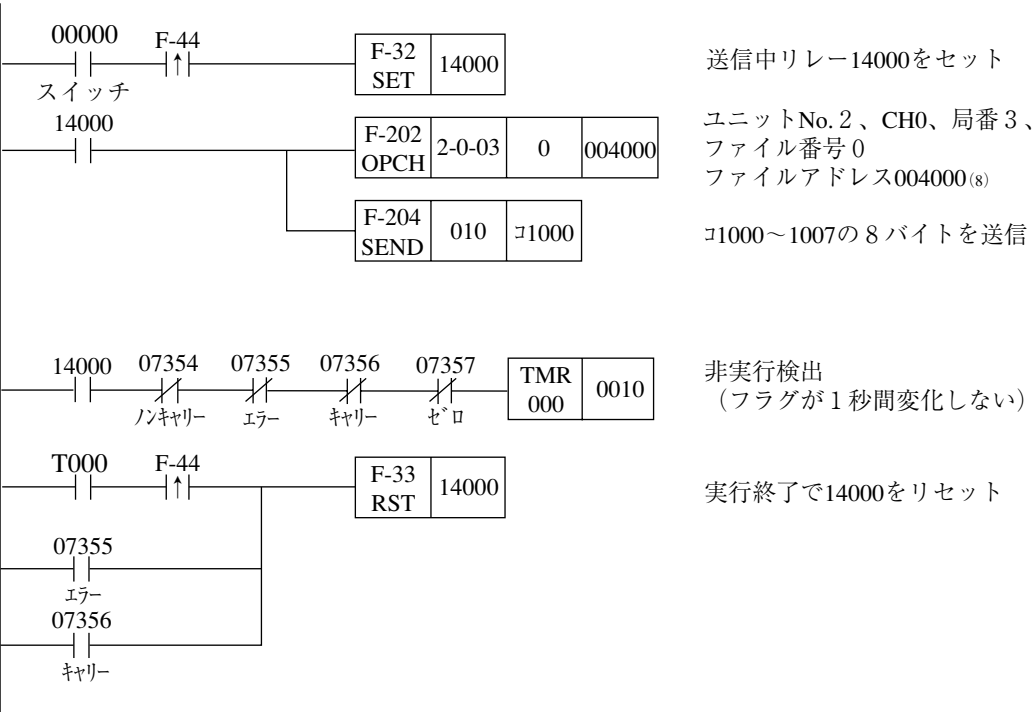 00000 F-44
スイッチ
F-32 SET 14000
送信中リレー14000をセット
14000
F-202 OPCH 2-0-03 0 004000
ユニットNo.２、CH0、局番３、
ファイル番号０
ファイルアドレス004000(8)
F-204 SEND 010 ｺ1000
ｺ1000～1007の８バイトを送信
14000 07354 07355 07356 07357
ﾉﾝｷｬﾘｰ ｴﾗｰ ｷｬﾘｰ ｾﾞﾛ
TMR 000 0010
非実行検出
（フラグが１秒間変化しない）
T000 F-44
F-33 RST 14000
実行終了で14000をリセット
07355
ｴﾗｰ
07356
ｷｬﾘｰ